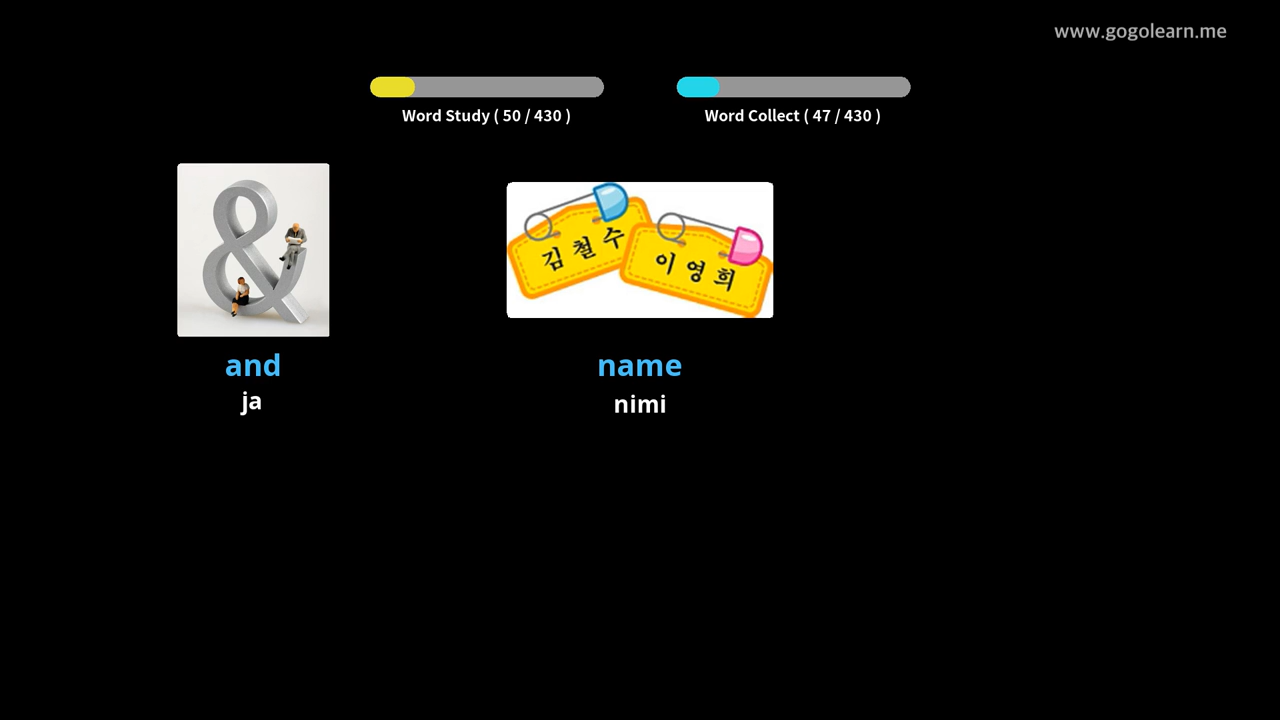 www.gogolearn.me
Word Study ( 50 / 430 )
Word Collect ( 47 / 430 )
김철수
이영희
and
ja
name
nimi